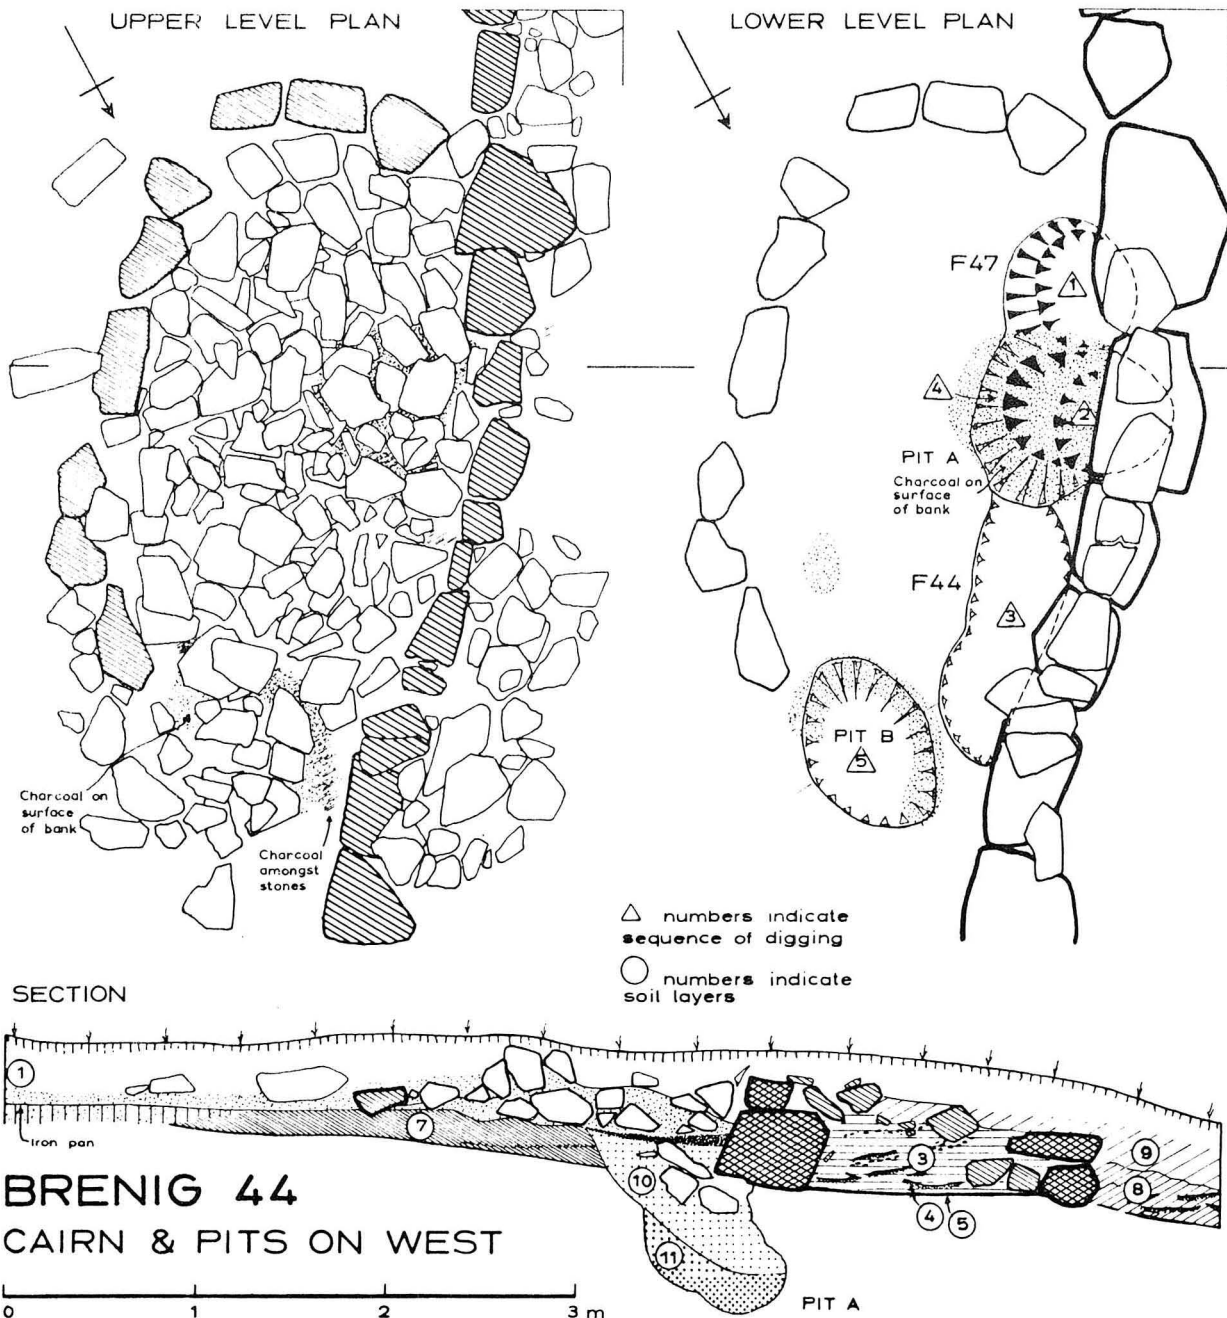 UPPER LEVEL PLAN
LOWER LEVEL PLAN
F47
1
4
2
PIT A
Charcoal on
surface
of bank
F44
3
PIT B
5
Charcoal on
surface
of bank
Charcoal
amongst
stones
△ numbers indicate
sequence of digging
○ numbers indicate
soil layers
SECTION
1
Iron pan
7
10
11
3
4
5
9
8
PIT A
BRENIG 44
CAIRN & PITS ON WEST
0 1 2 3 m